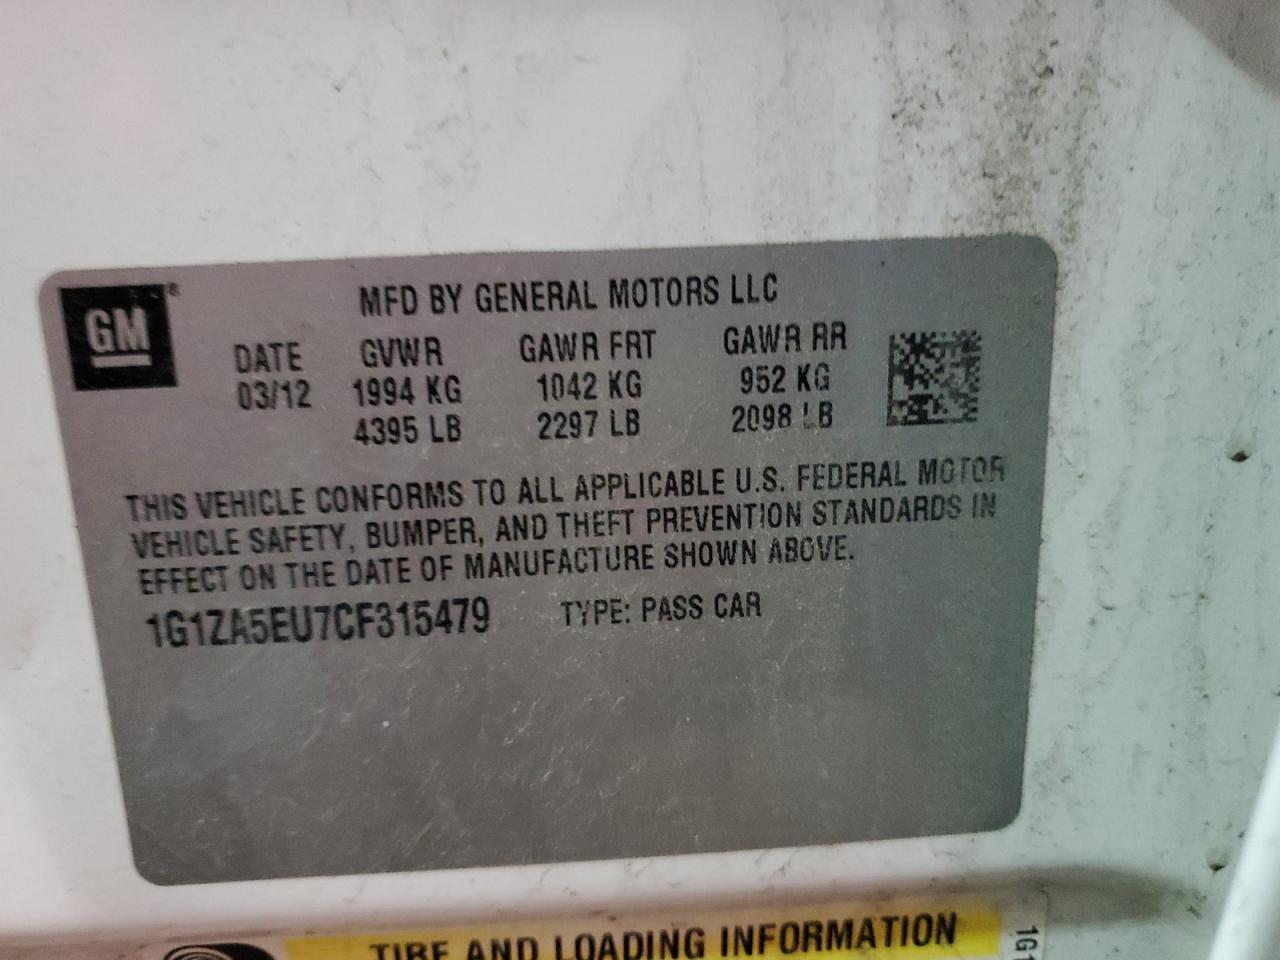 GM®
MFD BY GENERAL MOTORS LLC
DATE GVWR GAWR FRT GAWR RR
03/12 1994 KG 1042 KG 952 KG
4395 LB 2297 LB 2098 LB
THIS VEHICLE CONFORMS TO ALL APPLICABLE U.S. FEDERAL MOTOR
VEHICLE SAFETY, BUMPER, AND THEFT PREVENTION STANDARDS IN
EFFECT ON THE DATE OF MANUFACTURE SHOWN ABOVE.
1G1ZA5EU7CF315479 TYPE: PASS CAR
TIRE AND LOADING INFORMATION
1G1